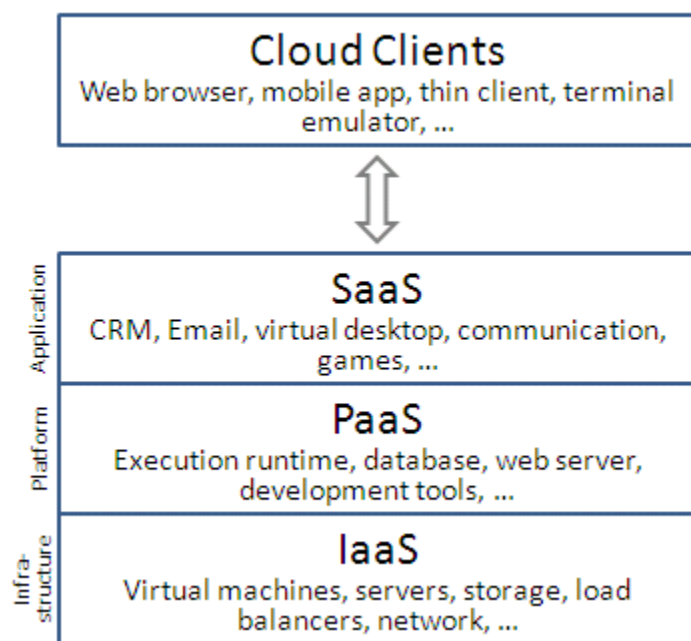 Cloud Clients
Web browser, mobile app, thin client, terminal
emulator, ...
Application
SaaS
CRM, Email, virtual desktop, communication,
games, ...
Platform
PaaS
Execution runtime, database, web server,
development tools, ...
Infra-
structure
IaaS
Virtual machines, servers, storage, load
balancers, network, ...